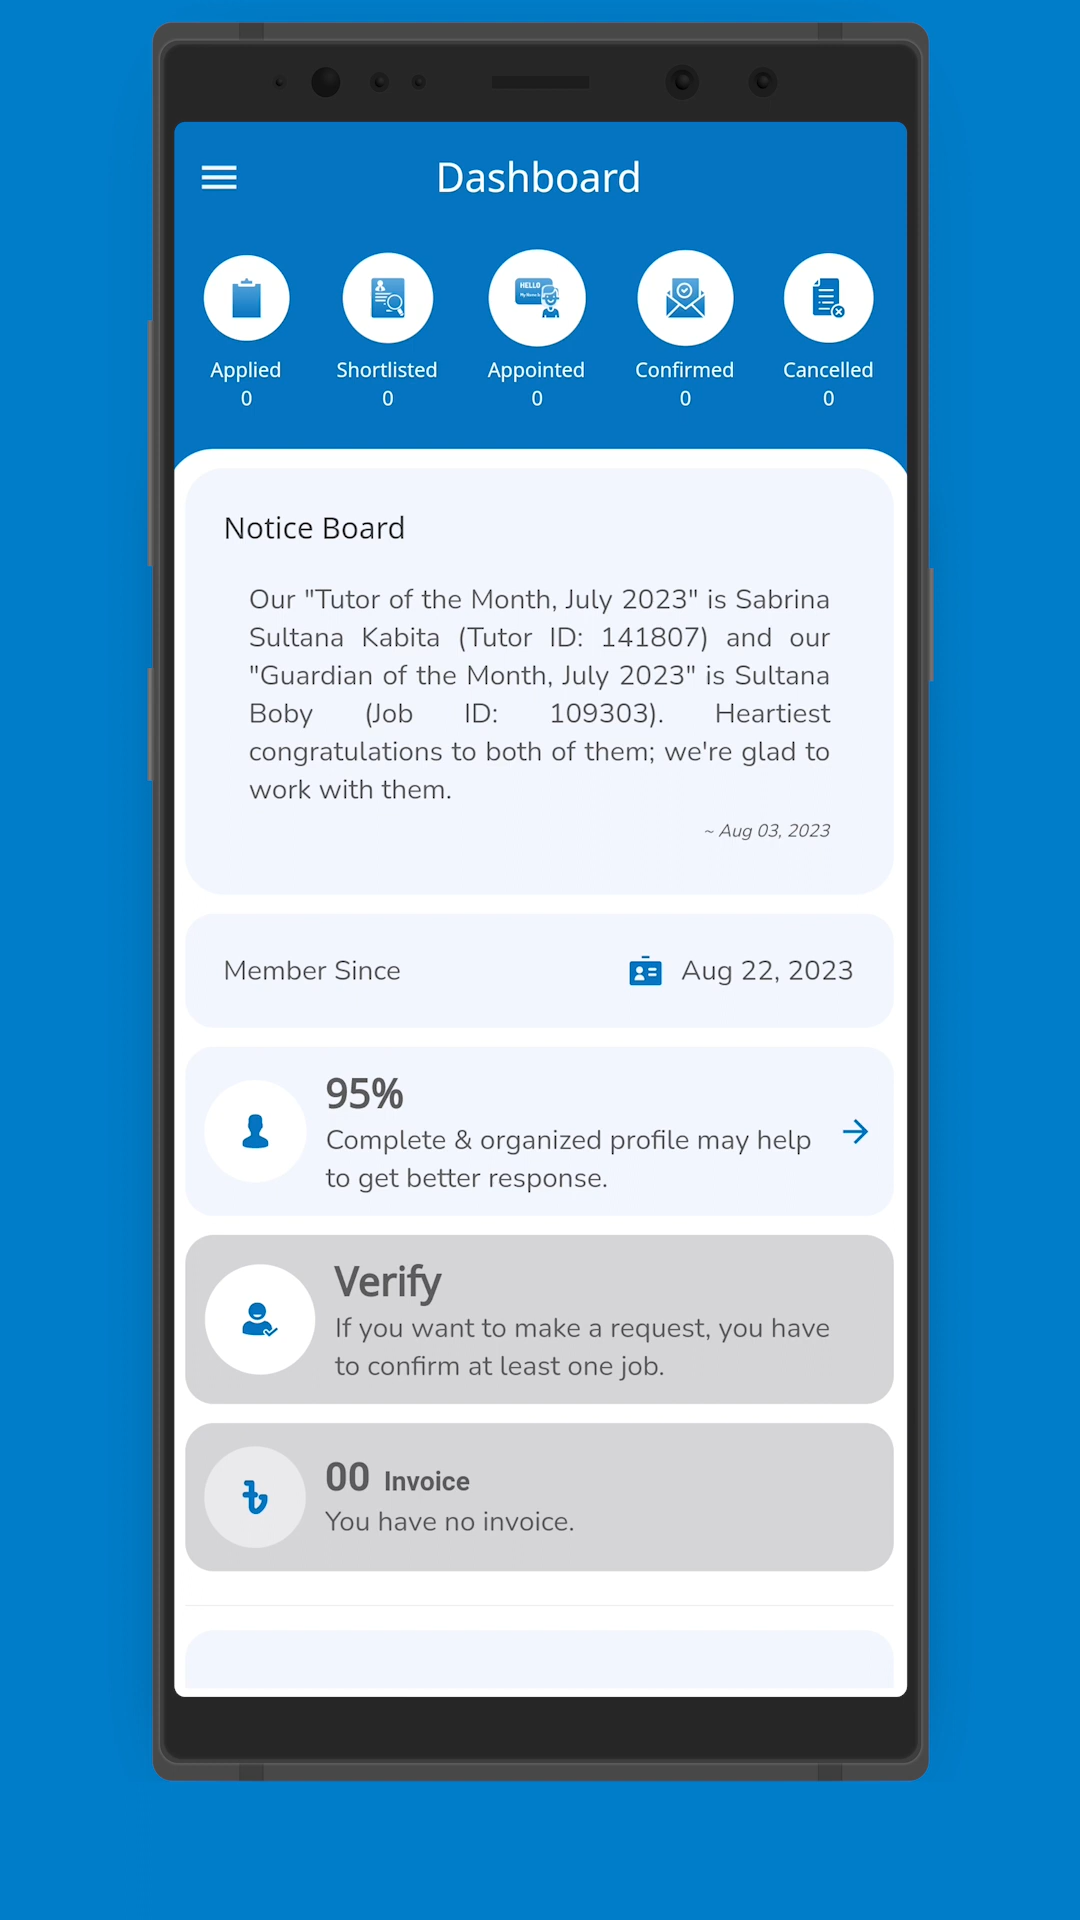 Dashboard
HELLO
My Name is
Applied
0
Shortlisted
0
Appointed
0
Confirmed
0
Cancelled
0
Notice Board
Our "Tutor of the Month, July 2023" is Sabrina
Sultana Kabita (Tutor ID: 141807) and our
"Guardian of the Month, July 2023" is Sultana
Boby (Job ID: 109303). Heartiest
congratulations to both of them; we're glad to
work with them.
~ Aug 03, 2023
Member Since
Aug 22, 2023
95%
Complete & organized profile may help
to get better response.
Verify
If you want to make a request, you have
to confirm at least one job.
৳
00 Invoice
You have no invoice.